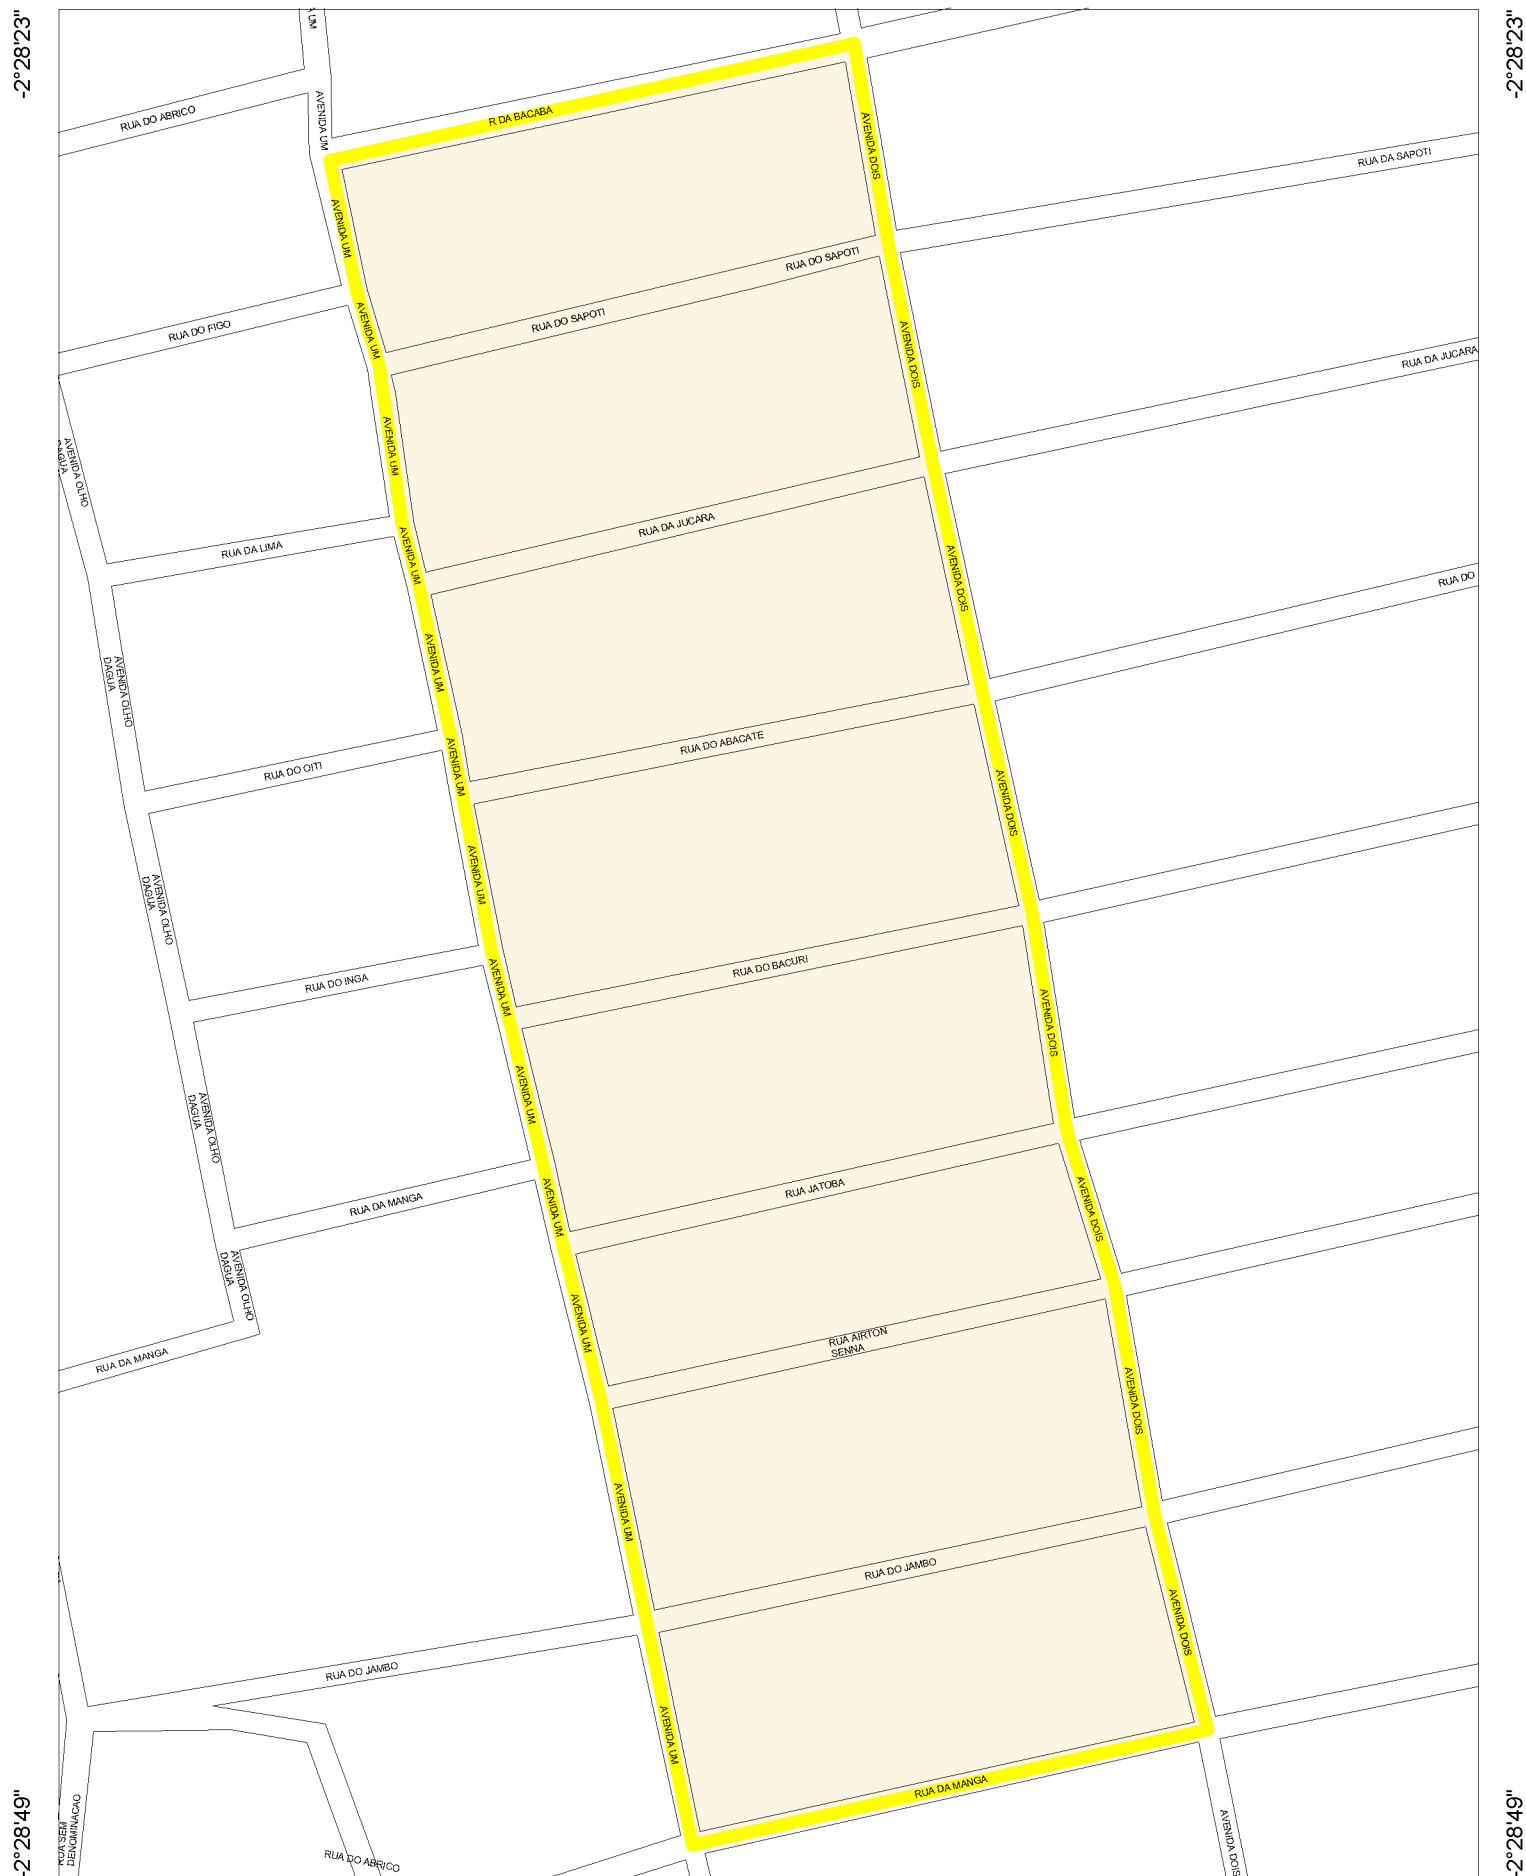 -2°28'23"
-2°28'23"
A UM
RUA DO ABRICO
AVENIDA UM
R DA BACABA
AVENIDA DOIS
RUA DA SAPOTI
AVENIDA UM
RUA DO SAPOTI
RUA DO SAPOTI
RUA DO FIGO
AVENIDA UM
AVENIDA DOIS
RUA DA JUCARA
AVENIDA UM
AVENIDA OLHO
DAGUA
RUA DA JUCARA
RUA DA LIMA
AVENIDA UM
AVENIDA DOIS
RUA DO
AVENIDA UM
AVENIDA OLHO
DAGUA
RUA DO ABACATE
RUA DO OITI
AVENIDA UM
AVENIDA DOIS
AVENIDA UM
AVENIDA OLHO
DAGUA
RUA DO BACURI
RUA DO INGA
AVENIDA UM
AVENIDA DOIS
AVENIDA UM
AVENIDA OLHO
DAGUA
RUA JATOBA
RUA DA MANGA
AVENIDA UM
AVENIDA DOIS
AVENIDA OLHO
DAGUA
AVENIDA UM
RUA AIRTON
SENNA
RUA DA MANGA
AVENIDA DOIS
AVENIDA UM
RUA DO JAMBO
AVENIDA DOIS
RUA DO JAMBO
AVENIDA UM
RUA DA MANGA
RUA SEM
DENOMINACAO
RUA DO ABRICO
AVENIDA DOIS
-2°28'49"
-2°28'49"